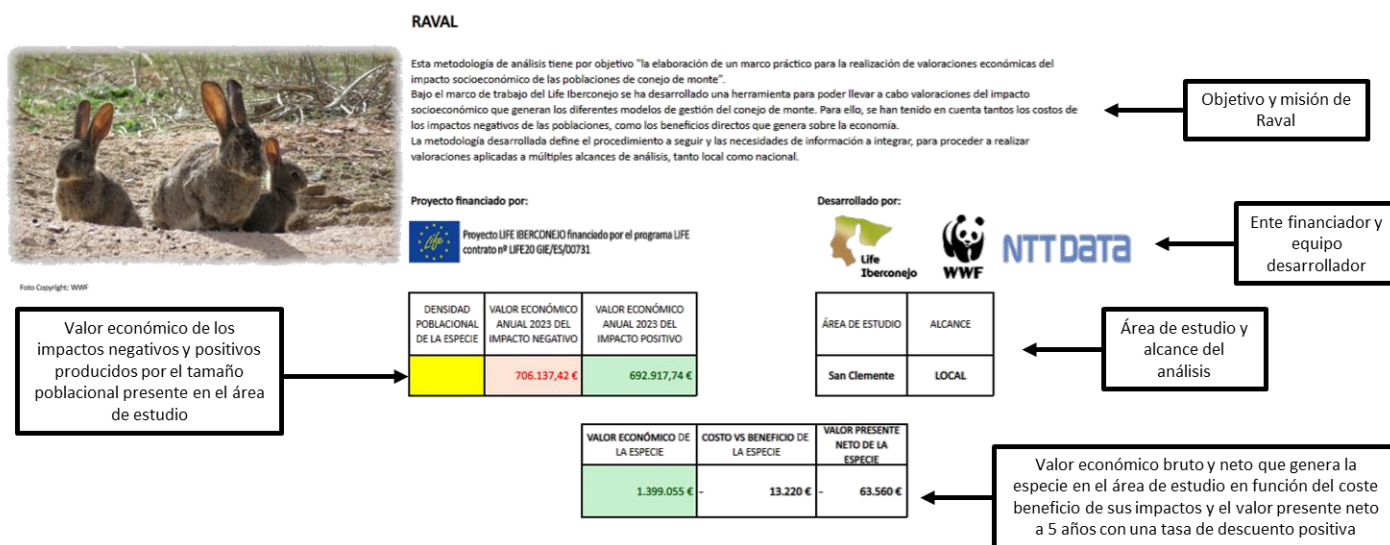 RAVAL
Esta metodología de análisis tiene por objetivo "la elaboración de un marco práctico para la realización de valoraciones económicas del
impacto socioeconómico de las poblaciones de conejo de monte".
Bajo el marco de trabajo del Life Iberconejo se ha desarrollado una herramienta para poder llevar a cabo valoraciones del impacto
socioeconómico que generan los diferentes modelos de gestión del conejo de monte. Para ello, se han tenido en cuenta tantos los costos de
los impactos negativos de las poblaciones, como los beneficios directos que genera sobre la economía.
La metodología desarrollada define el procedimiento a seguir y las necesidades de información a integrar, para proceder a realizar
valoraciones aplicadas a múltiples alcances de análisis, tanto local como nacional.
Objetivo y misión de
Raval
Proyecto financiado por:
Life
Proyecto LIFE IBERCONEJO financiado por el programa LIFE
contrato nº LIFE20 GIE/ES/00731
Desarrollado por:
Life
Iberconejo
WWF
NTT DATA
Ente financiador y
equipo
desarrollador
Foto Copyright: WWF
Valor económico de los
impactos negativos y positivos
producidos por el tamaño
poblacional presente en el área
de estudio
DENSIDAD
POBLACIONAL
DE LA ESPECIE
VALOR ECONÓMICO
ANUAL 2023 DEL
IMPACTO NEGATIVO
VALOR ECONÓMICO
ANUAL 2023 DEL
IMPACTO POSITIVO
706.137,42 €
692.917,74 €
ÁREA DE ESTUDIO
ALCANCE
San Clemente
LOCAL
Área de estudio y
alcance del
análisis
VALOR ECONÓMICO DE
LA ESPECIE
COSTO VS BENEFICIO DE
LA ESPECIE
VALOR PRESENTE
NETO DE LA
ESPECIE
1.399.055 €
- 13.220 €
- 63.560 €
Valor económico bruto y neto que genera la
especie en el área de estudio en función del coste
beneficio de sus impactos y el valor presente neto
a 5 años con una tasa de descuento positiva